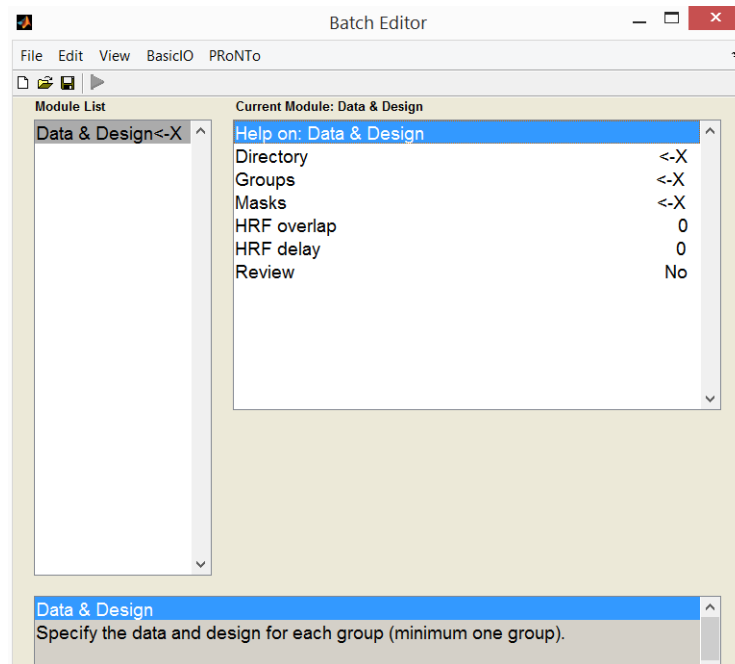 Batch Editor
File Edit View BasicIO PRoNTo
Module List
Current Module: Data & Design
Data & Design<-X
Help on: Data & Design
Directory <-X
Groups <-X
Masks <-X
HRF overlap 0
HRF delay 0
Review No
Data & Design
Specify the data and design for each group (minimum one group).